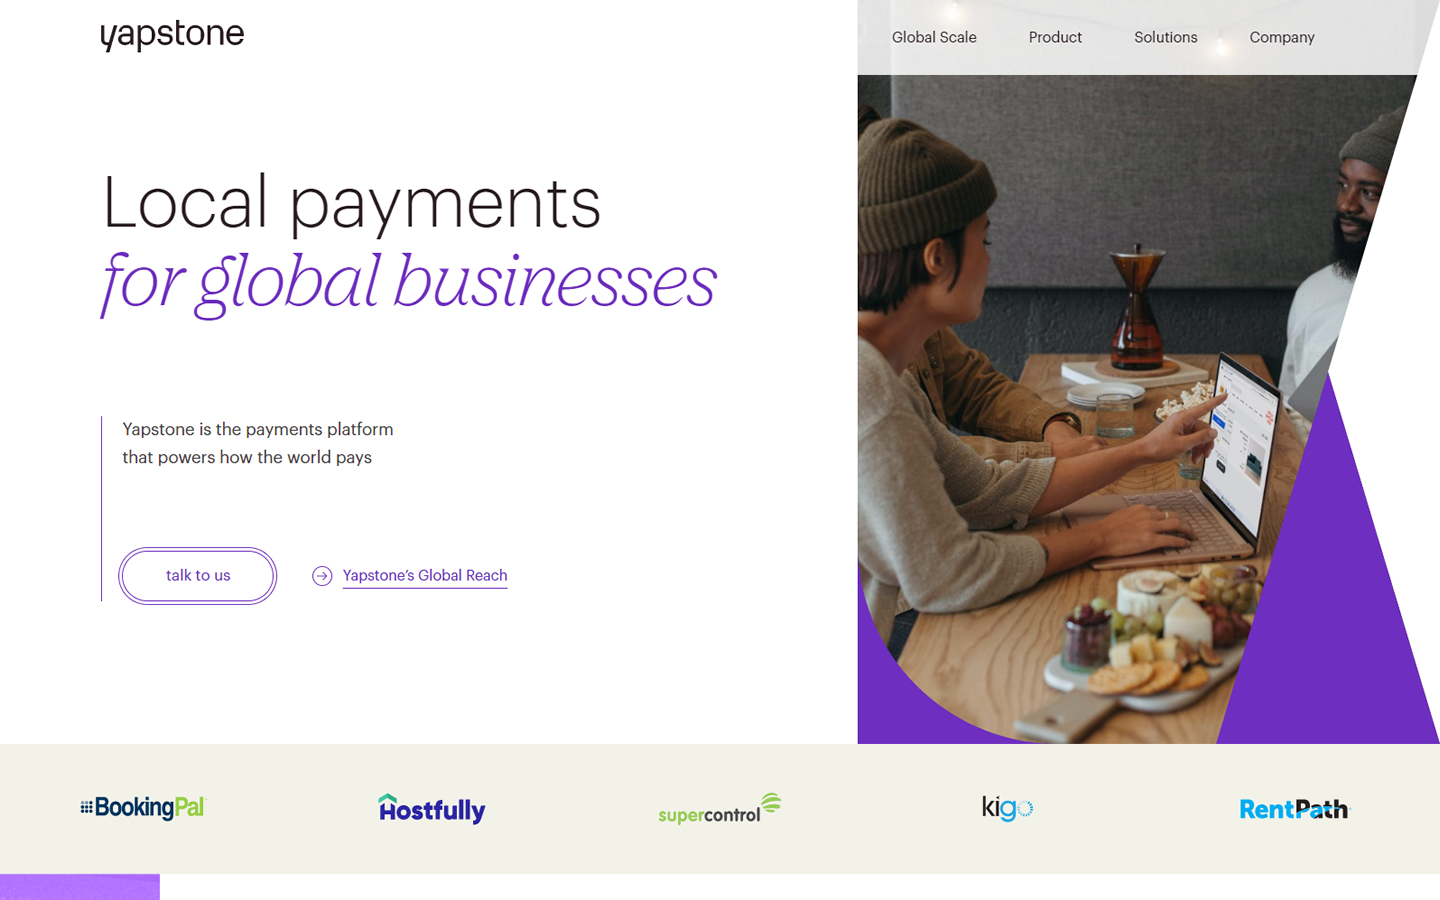 yapstone
Global Scale
Product
Solutions
Company
Local payments
for global businesses
Yapstone is the payments platform
that powers how the world pays
talk to us
Yapstone's Global Reach
BookingPal
Hostfully
supercontrol
kigo
RentPath